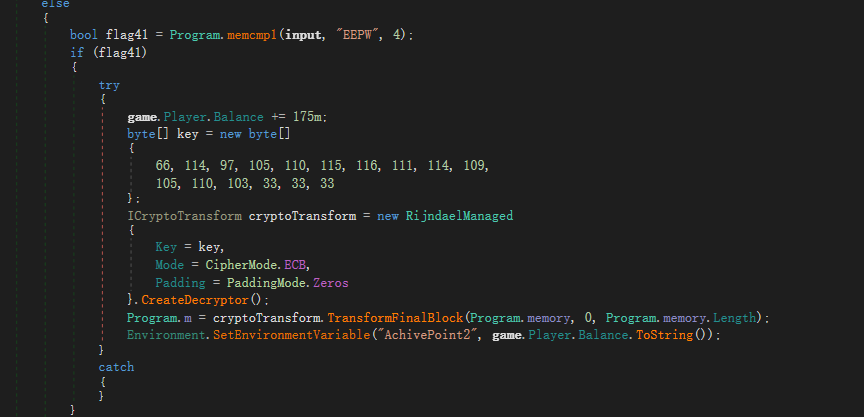 else
{
bool flag41 = Program.memcmp1(input, "EEPW", 4);
if (flag41)
{
try
{
game.Player.Balance += 175m;
byte[] key = new byte[]
{
66, 114, 97, 105, 110, 115, 116, 111, 114, 109,
105, 110, 103, 33, 33, 33
};
ICryptoTransform cryptoTransform = new RijndaelManaged
{
Key = key,
Mode = CipherMode.ECB,
Padding = PaddingMode.Zeros
}.CreateDecryptor();
Program.m = cryptoTransform.TransformFinalBlock(Program.memory, 0, Program.memory.Length);
Environment.SetEnvironmentVariable("AchivePoint2", game.Player.Balance.ToString());
}
catch
{
}
}